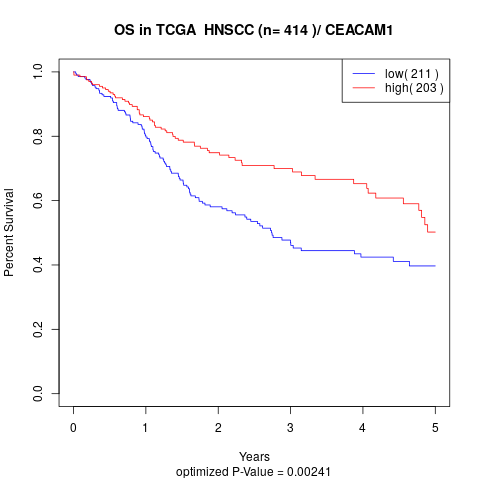 OS in TCGA  HNSCC (n= 414 )/ CEACAM1
low( 211 )
high( 203 )
Percent Survival
1.0
0.8
0.6
0.4
0.2
0.0
0 1 2 3 4 5
Years
optimized P-Value = 0.00241